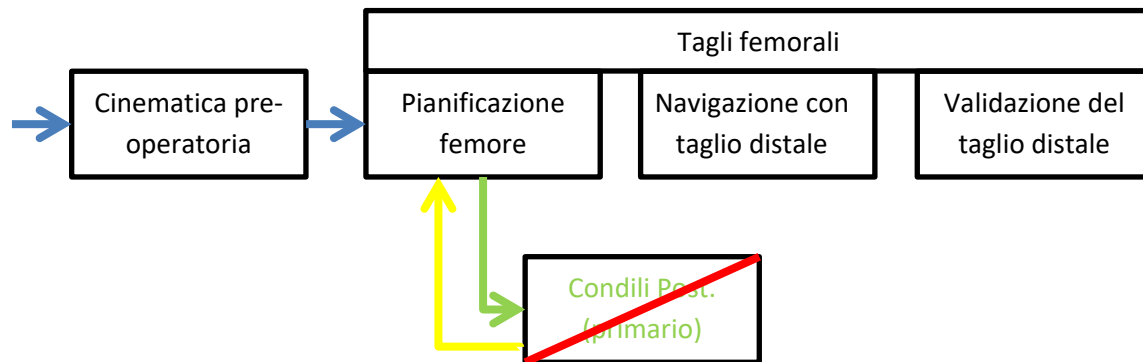 Tagli femorali
Cinematica pre-
operatoria
Pianificazione
femore
Navigazione con
taglio distale
Validazione del
taglio distale
Condili Post.
(primario)